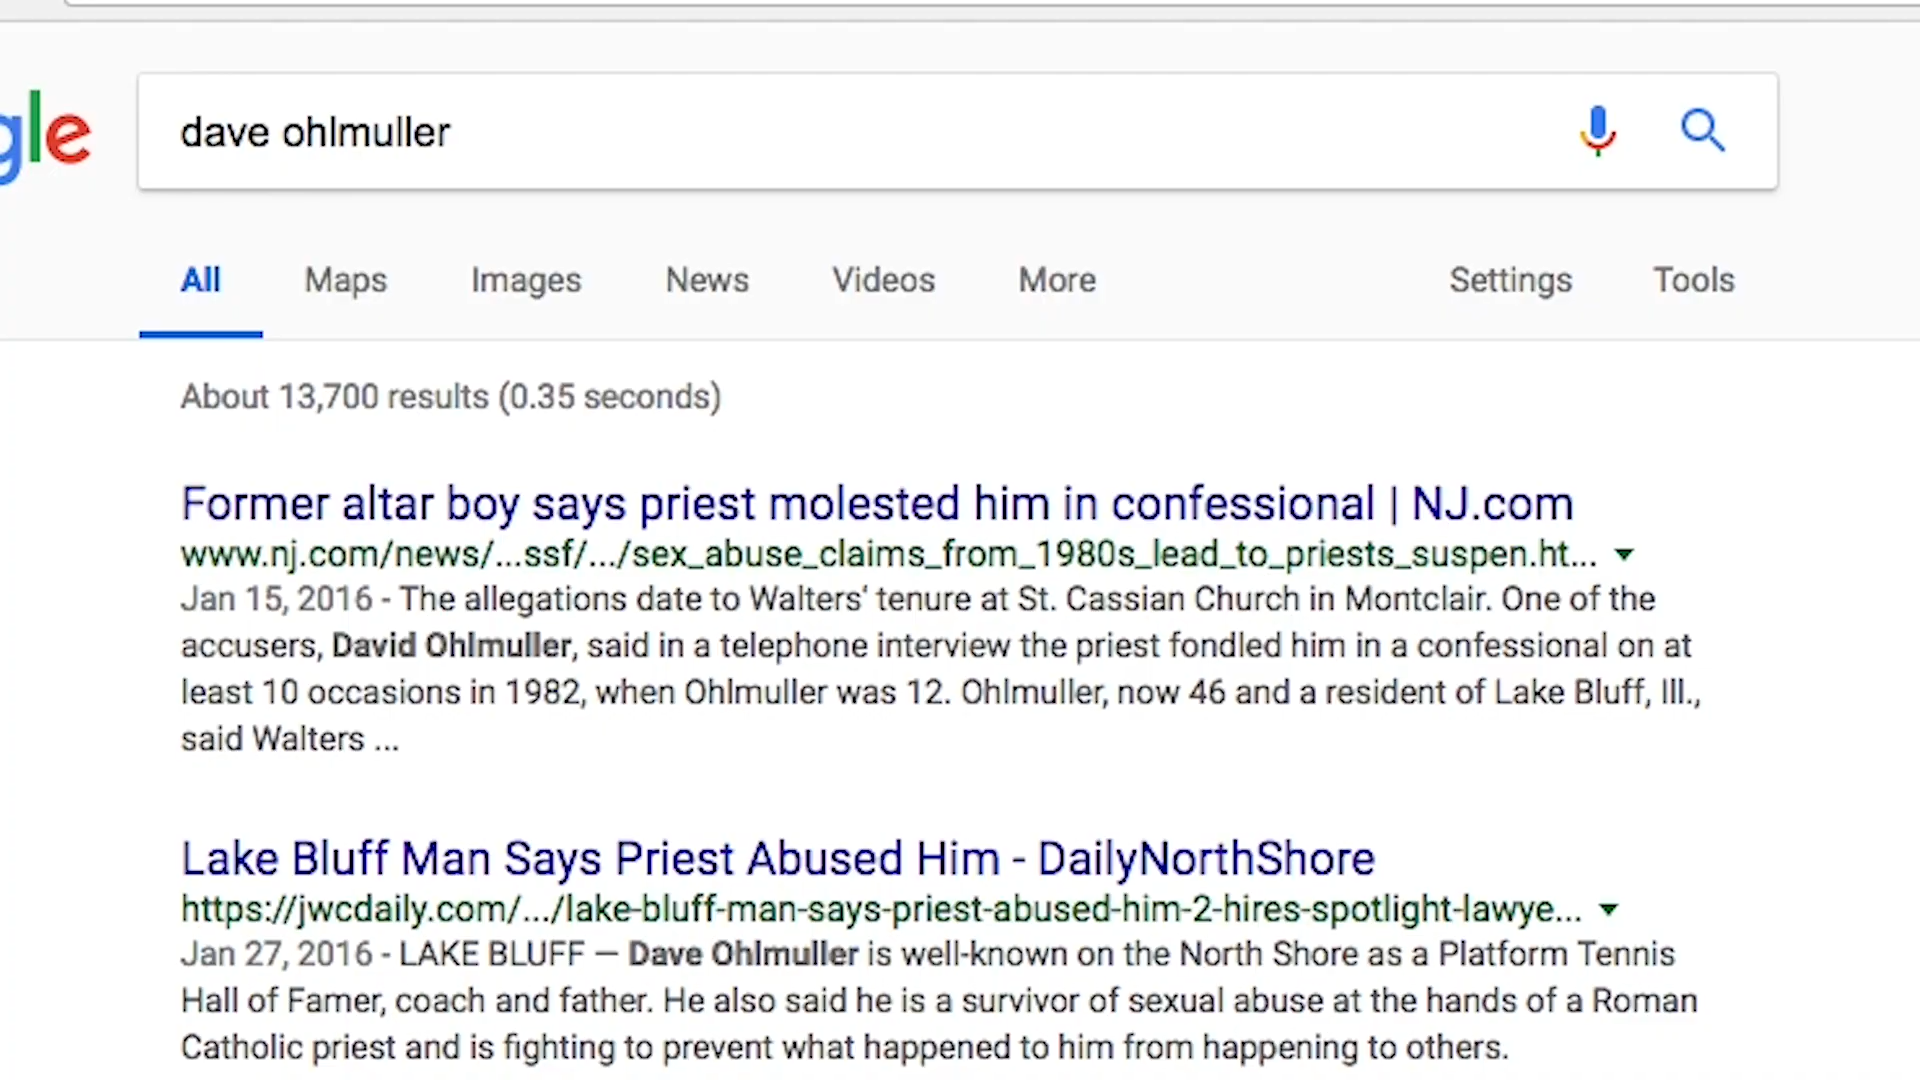 gle
dave ohlmuller
All Maps Images News Videos More Settings Tools
About 13,700 results (0.35 seconds)
Former altar boy says priest molested him in confessional | NJ.com
www.nj.com/news/...ssf/.../sex_abuse_claims_from_1980s_lead_to_priests_suspen.ht...
Jan 15, 2016 - The allegations date to Walters' tenure at St. Cassian Church in Montclair. One of the
accusers, David Ohlmuller, said in a telephone interview the priest fondled him in a confessional on at
least 10 occasions in 1982, when Ohlmuller was 12. Ohlmuller, now 46 and a resident of Lake Bluff, Ill.,
said Walters ...
Lake Bluff Man Says Priest Abused Him - DailyNorthShore
https://jwcdaily.com/.../lake-bluff-man-says-priest-abused-him-2-hires-spotlight-lawye...
Jan 27, 2016 - LAKE BLUFF — Dave Ohlmuller is well-known on the North Shore as a Platform Tennis
Hall of Famer, coach and father. He also said he is a survivor of sexual abuse at the hands of a Roman
Catholic priest and is fighting to prevent what happened to him from happening to others.